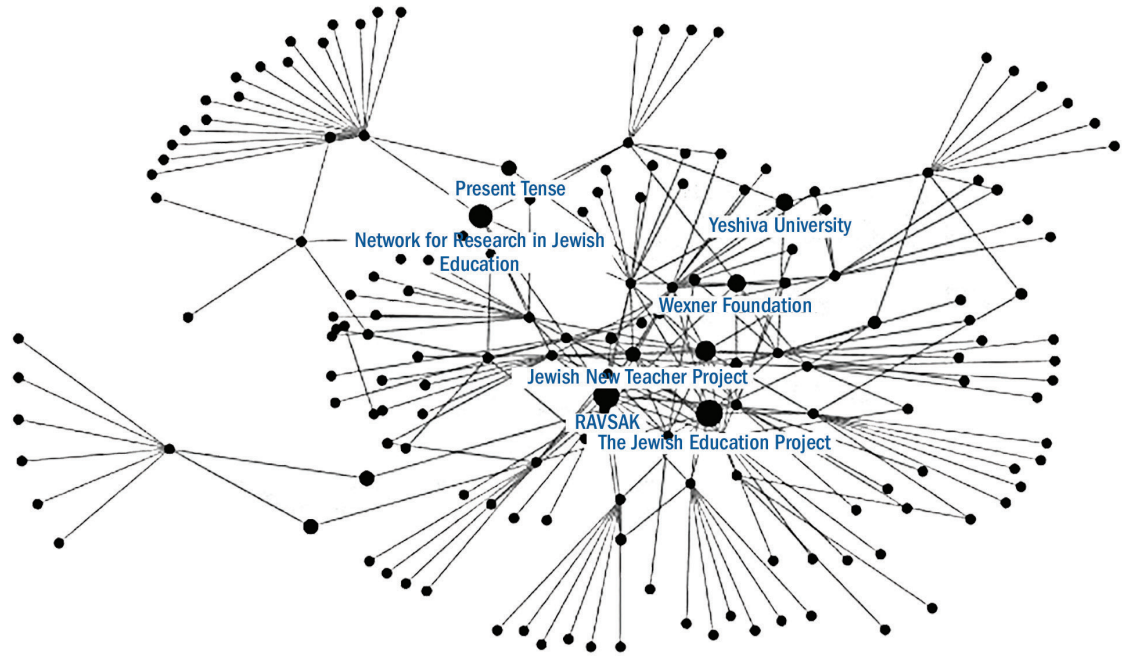 Present Tense
Yeshiva University
Network for Research in Jewish
Education
Wexner Foundation
Jewish New Teacher Project
RAVSAK
The Jewish Education Project